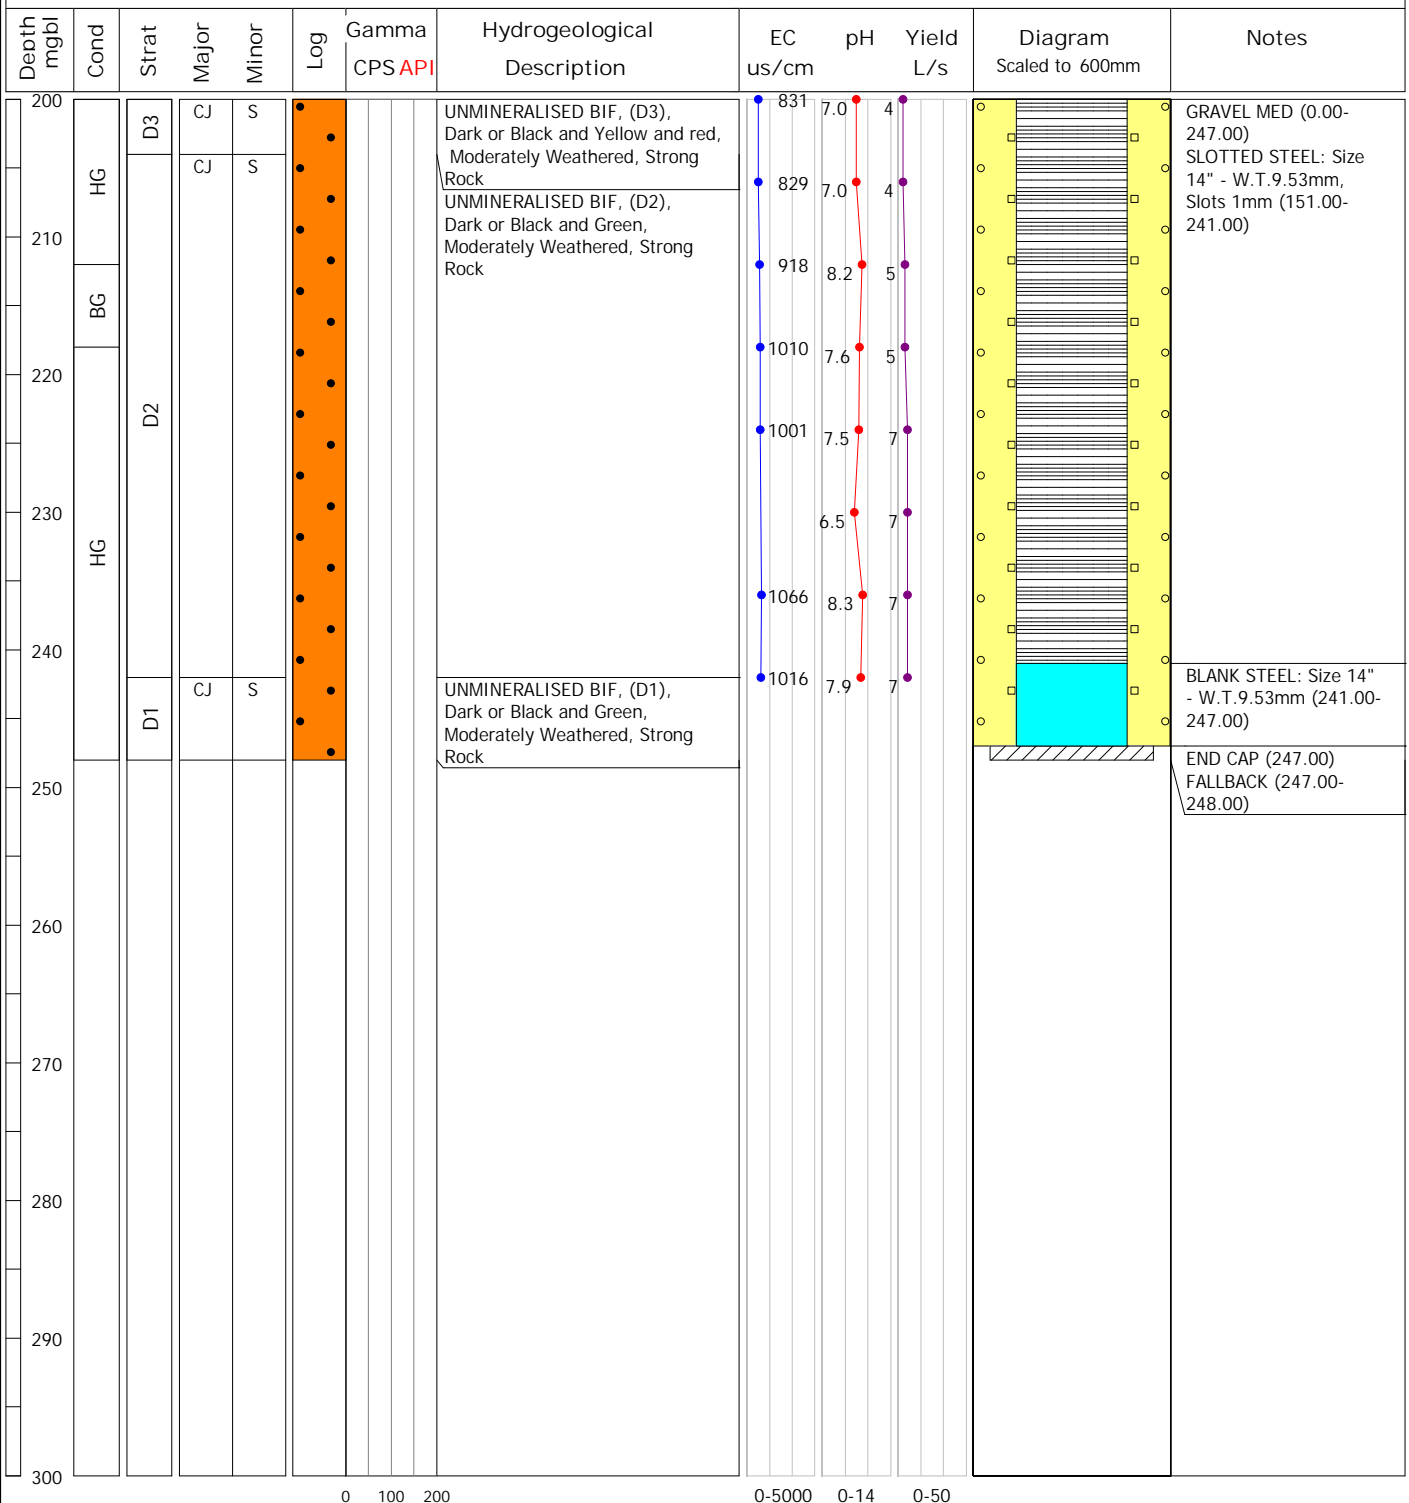 Depth mgbl Cond Strat Major Minor Log Gamma CPS API Hydrogeological Description EC us/cm pH Yield L/s Diagram Scaled to 600mm Notes
200
210
220
230
240
250
260
270
280
290
300
HG
BG
HG
D3
D2
D1
CJ S
CJ S
CJ S
UNMINERALISED BIF, (D3),
Dark or Black and Yellow and red,
Moderately Weathered, Strong
Rock
UNMINERALISED BIF, (D2),
Dark or Black and Green,
Moderately Weathered, Strong
Rock
UNMINERALISED BIF, (D1),
Dark or Black and Green,
Moderately Weathered, Strong
Rock
831 7.0 4
829 7.0 4
918 8.2 5
1010 7.6 5
1001 7.5 7
6.5 7
1066 8.3 7
1016 7.9 7
GRAVEL MED (0.00-
247.00)
SLOTTED STEEL: Size
14" - W.T.9.53mm,
Slots 1mm (151.00-
241.00)
BLANK STEEL: Size 14"
- W.T.9.53mm (241.00-
247.00)
END CAP (247.00)
FALLBACK (247.00-
248.00)
0 100 200 0-5000 0-14 0-50